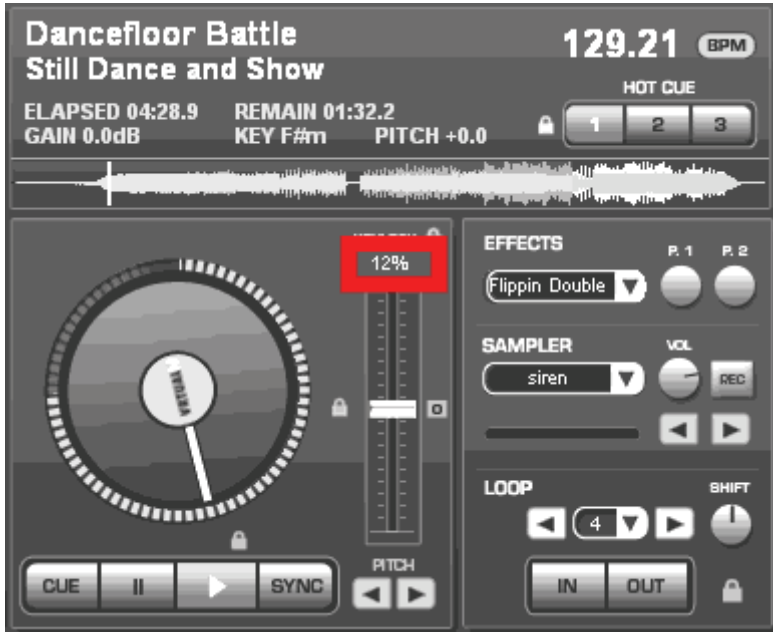 Dancefloor Battle
129.21 BPM
Still Dance and Show
HOT CUE
ELAPSED 04:28.9 REMAIN 01:32.2
1 2 3
GAIN 0.0dB KEY F#m PITCH +0.0
12%
EFFECTS P. 1 P. 2
Flippin Double
SAMPLER VOL
siren REC
LOOP SHIFT
4
PITCH
CUE SYNC
IN OUT